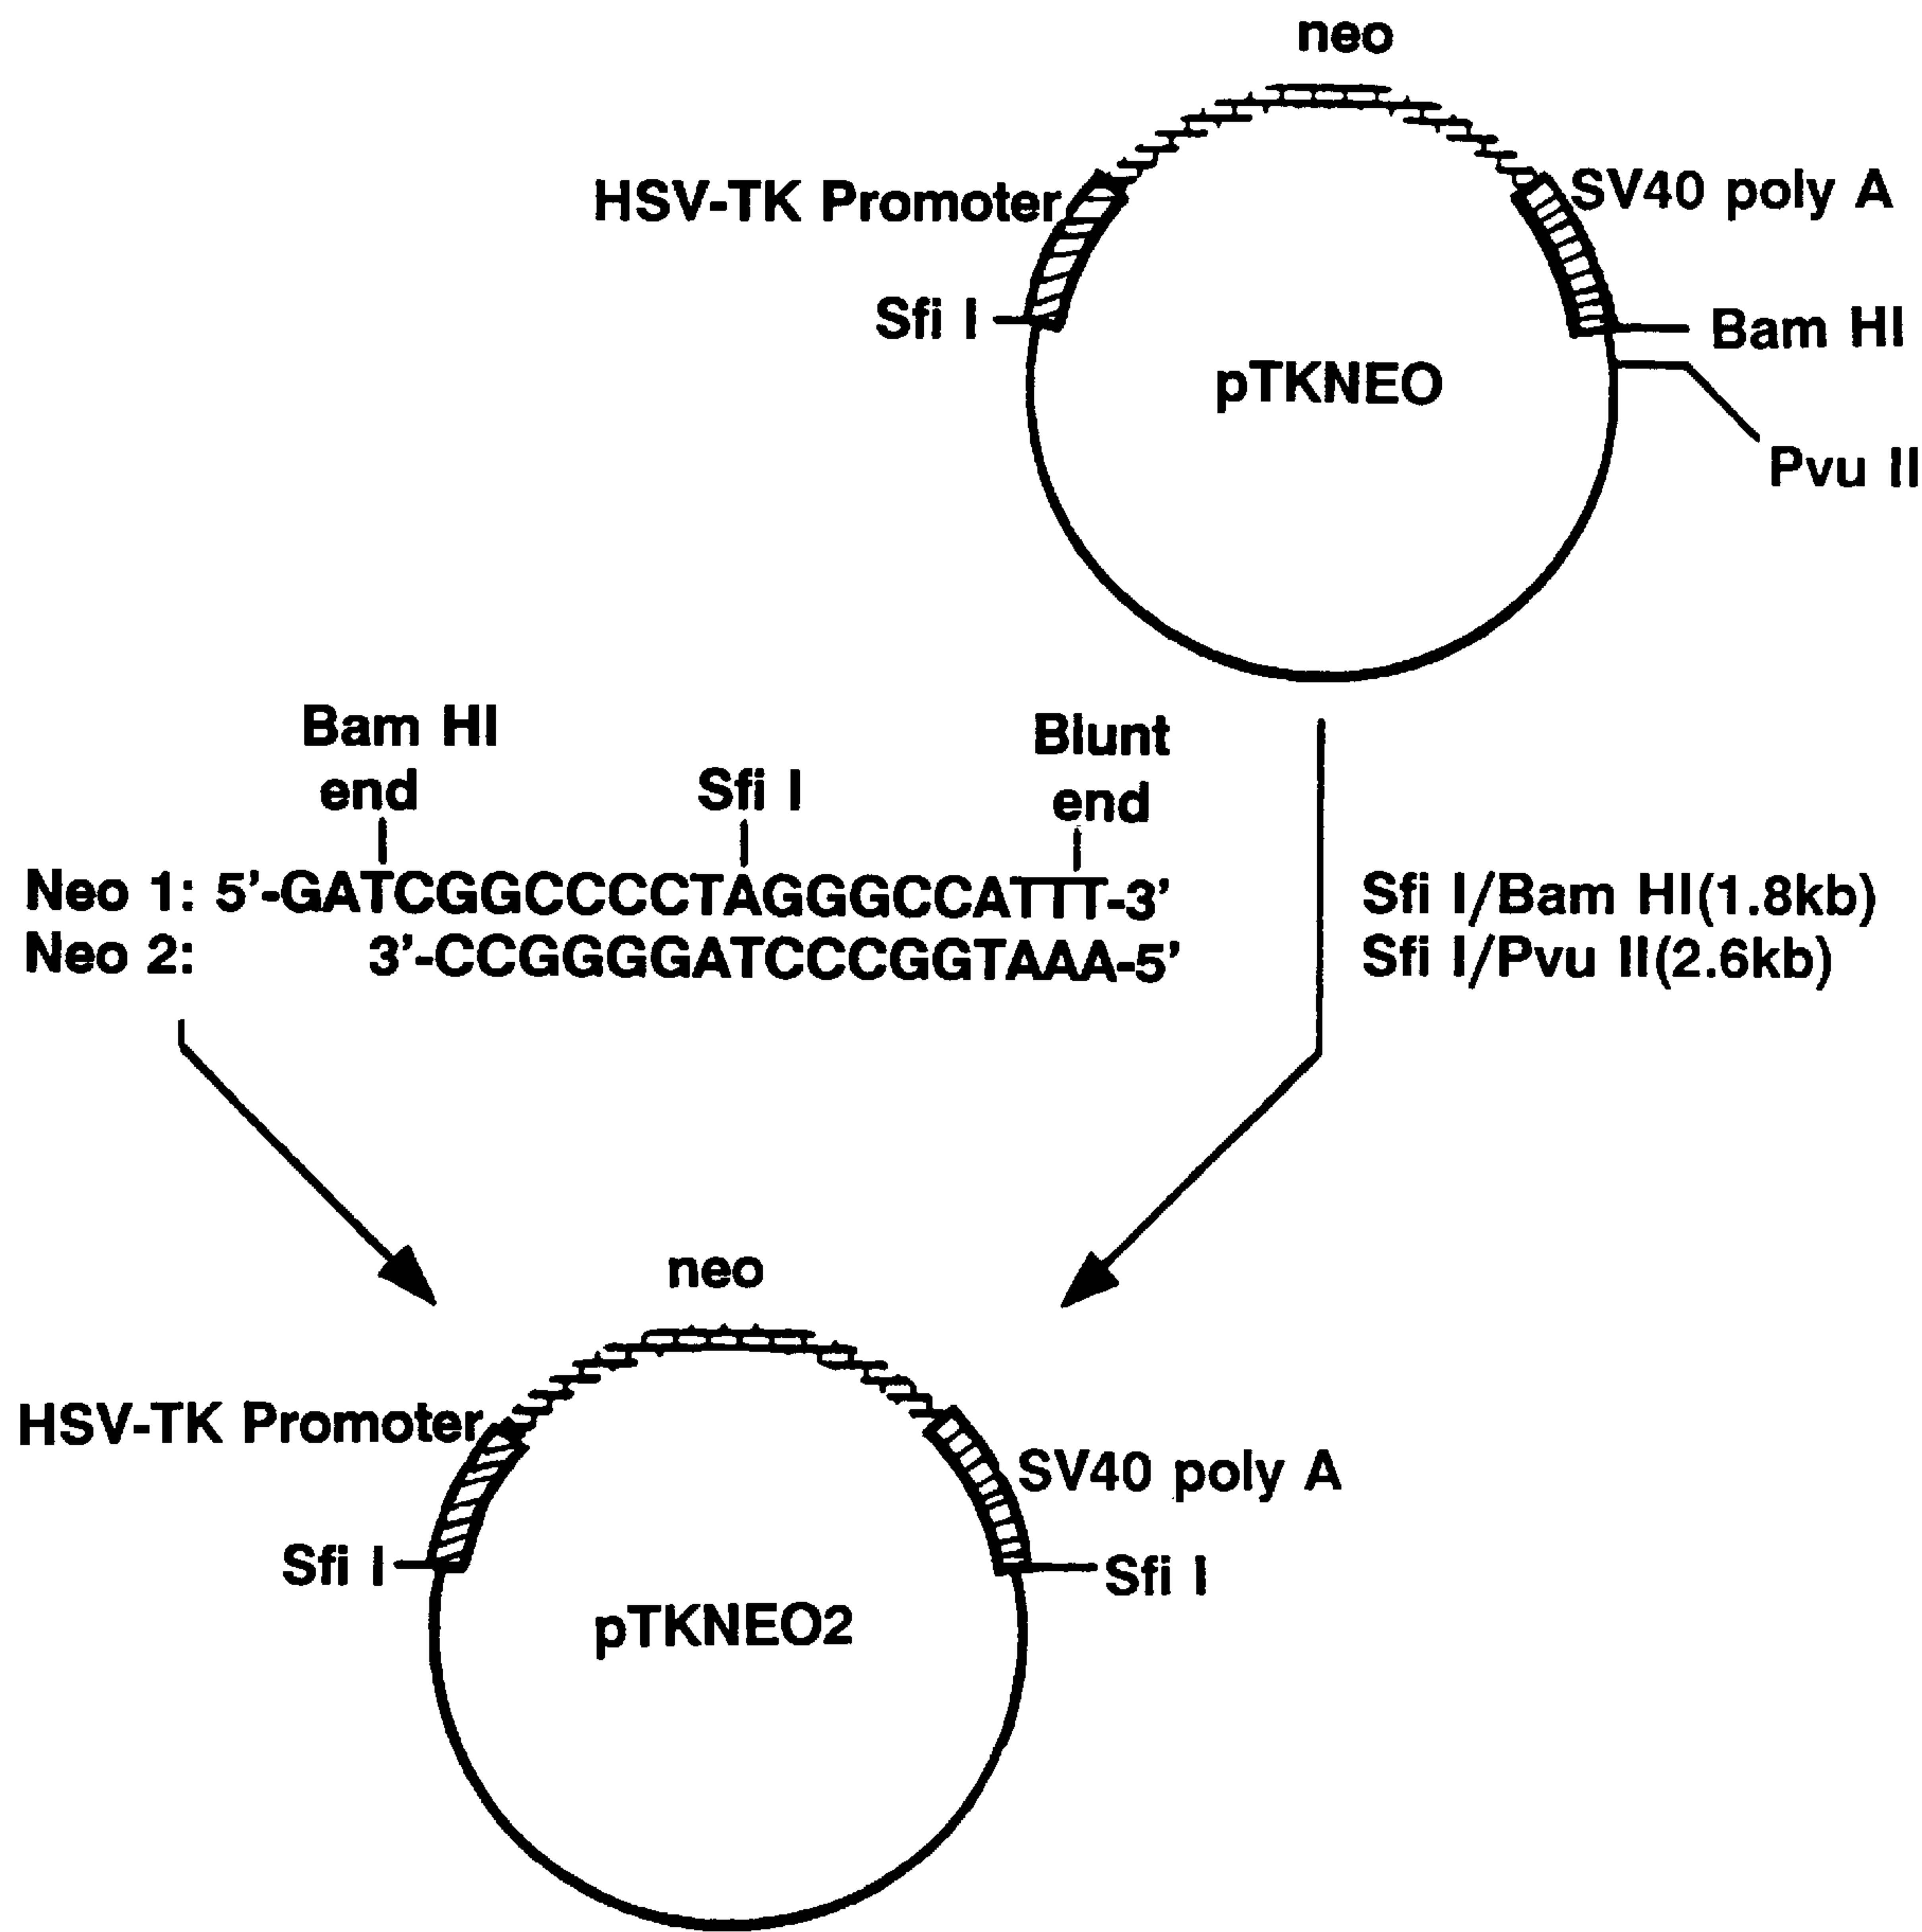 neo
HSV-TK Promoter
SV40 poly A
Sfi I
Bam HI
pTKNEO
Pvu II
Bam HI
end
Sfi I
Blunt
end
Neo 1: 5’-GATCGGCCCCTAGGGCCATTT-3’
Neo 2: 3’-CCGGGGATCCCGGTAAA-5’
Sfi I/Bam HI(1.8kb)
Sfi I/Pvu II(2.6kb)
neo
HSV-TK Promoter
SV40 poly A
Sfi I
Sfi I
pTKNEO2